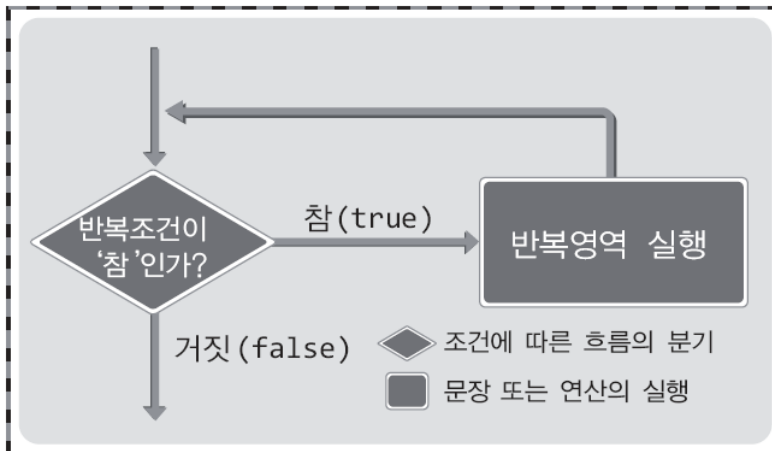 반복조건이
'참'인가?
참(true)
반복영역 실행
거짓(false)
조건에 따른 흐름의 분기
문장 또는 연산의 실행